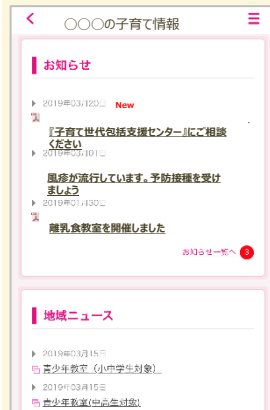 ○○○の子育て情報
お知らせ
2019年03月20日 New
『子育て世代包括支援センター』にご相談
ください
2019年03月01日
風疹が流行しています。予防接種を受け
ましょう
2019年01月30日
離乳食教室を開催しました
お知らせ一覧へ 3
地域ニュース
2019年03月15日
青少年教室（小中学生対象）
2019年03月15日
青少年教室(中高生対象)